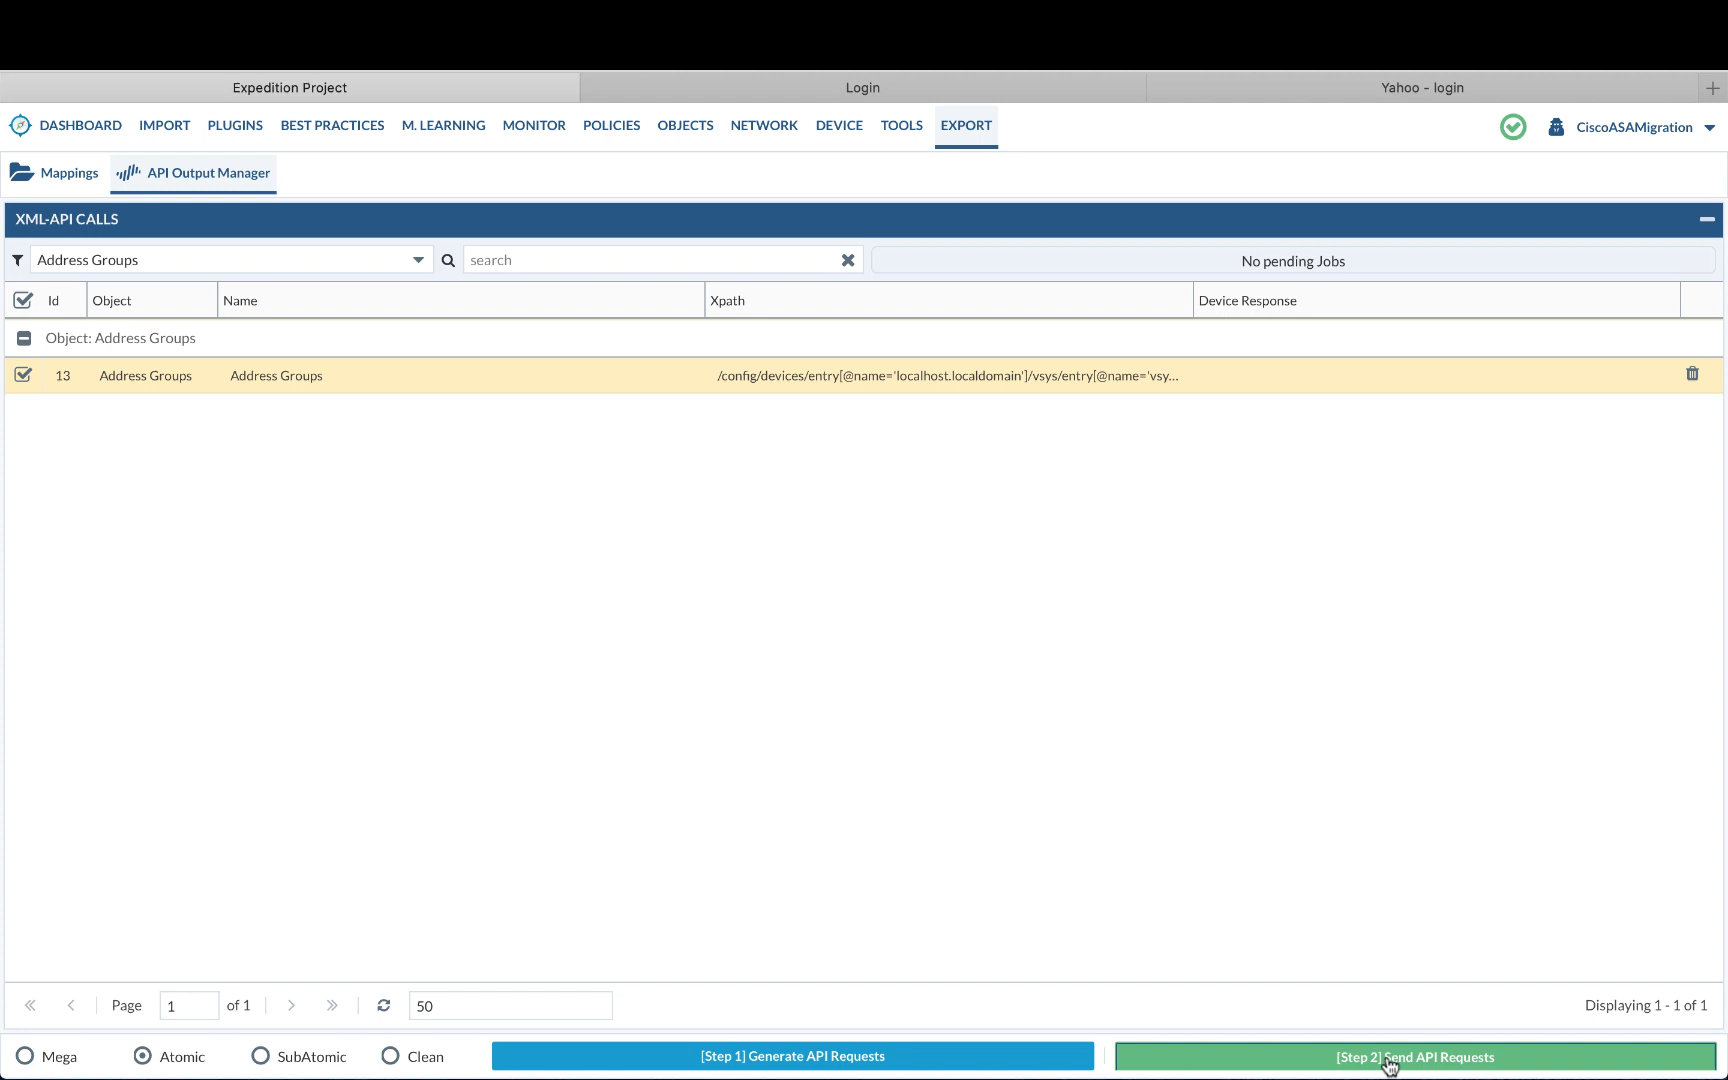 Expedition Project
Login
Yahoo - login
DASHBOARD IMPORT PLUGINS BEST PRACTICES M. LEARNING MONITOR POLICIES OBJECTS NETWORK DEVICE TOOLS EXPORT
CiscoASAMigration
Mappings
API Output Manager
XML-API CALLS
Address Groups
search
No pending Jobs
Id Object Name Xpath Device Response
Object: Address Groups
13 Address Groups Address Groups /config/devices/entry[@name='localhost.localdomain']/vsys/entry[@name='vsy...
Page 1 of 1
50
Displaying 1 - 1 of 1
Mega Atomic SubAtomic Clean
[Step 1] Generate API Requests
[Step 2] Send API Requests